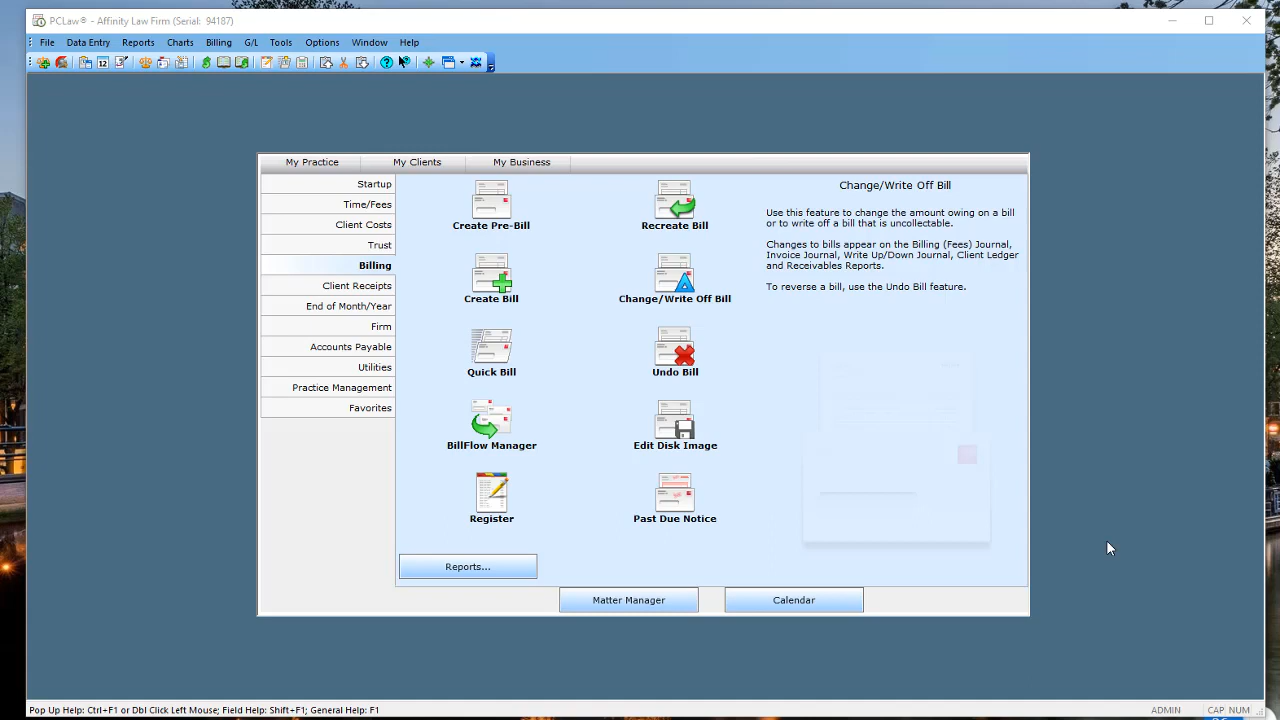 PCLaw® - Affinity Law Firm (Serial: 94187)
File Data Entry Reports Charts Billing G/L Tools Options Window Help
12
My Practice My Clients My Business
Startup
Time/Fees
Client Costs
Trust
Billing
Client Receipts
End of Month/Year
Firm
Accounts Payable
Utilities
Practice Management
Favorites
Create Pre-Bill
Recreate Bill
Create Bill
Change/Write Off Bill
Quick Bill
Undo Bill
BillFlow Manager
Edit Disk Image
Register
Past Due Notice
Change/Write Off Bill
Use this feature to change the amount owing on a bill
or to write off a bill that is uncollectable.
Changes to bills appear on the Billing (Fees) Journal,
Invoice Journal, Write Up/Down Journal, Client Ledger
and Receivables Reports.
To reverse a bill, use the Undo Bill feature.
Reports...
Matter Manager Calendar
Pop Up Help: Ctrl+F1 or Dbl Click Left Mouse; Field Help: Shift+F1; General Help: F1 ADMIN CAP NUM